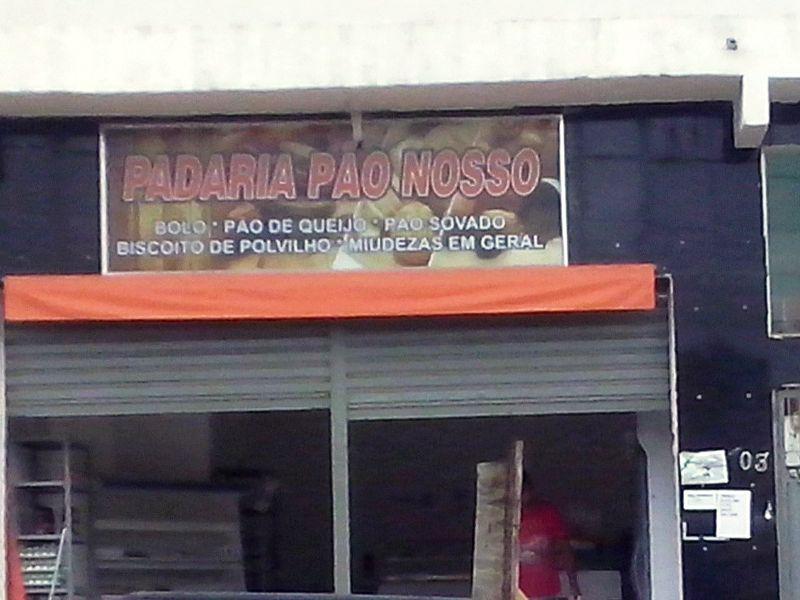 PADARIA PÃO NOSSO
BOLO * PÃO DE QUEIJO * PÃO SOVADO
BISCOITO DE POLVILHO * MIUDEZAS EM GERAL
03